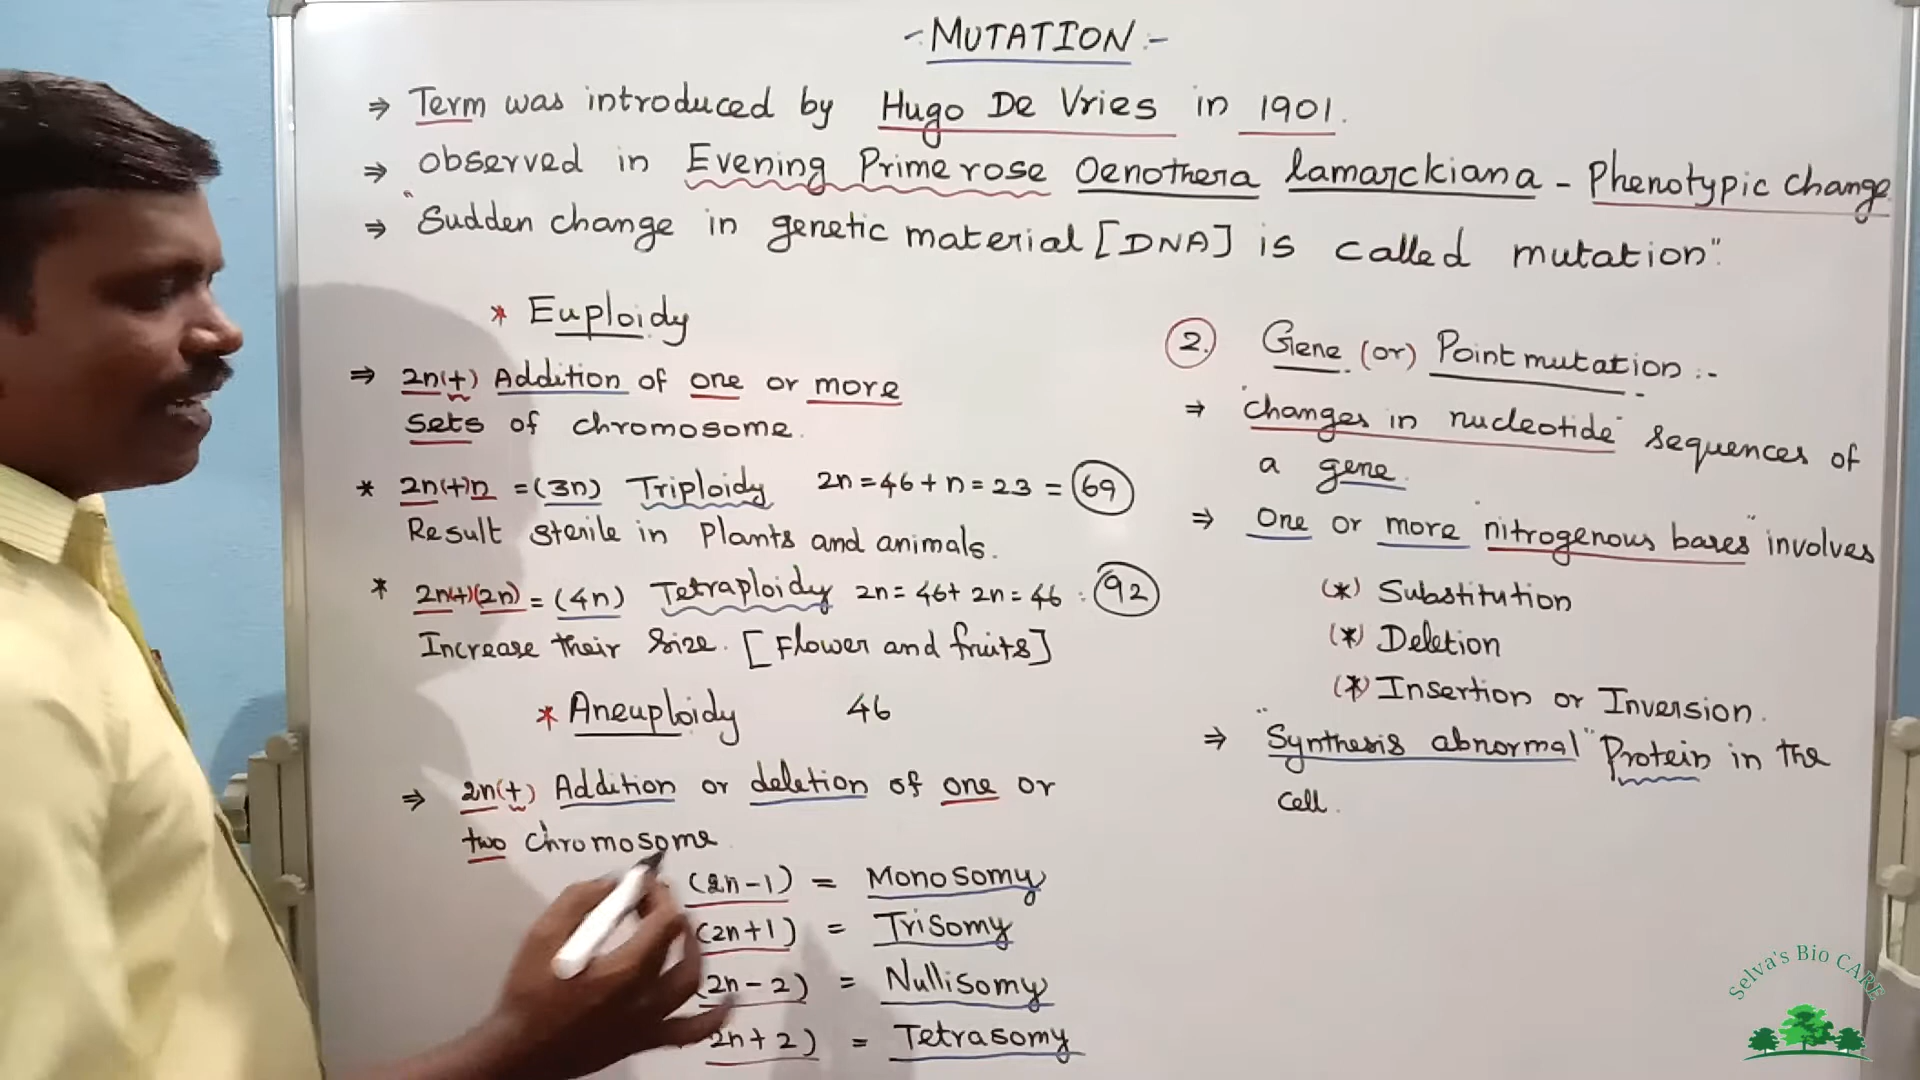 - MUTATION :-
⇒ Term was introduced by Hugo De Vries in 1901.
⇒ observed in Evening Primerose Oenothera lamarckiana - Phenotypic change
⇒ "Sudden change in genetic material [DNA] is called mutation".
* Euploidy
⇒ 2n(+) Addition of one or more
sets of chromosome.
* 2n(+)n = (3n) Triploidy 2n = 46 + n = 23 = 69
Result sterile in Plants and animals.
* 2n(+)(2n) = (4n) Tetraploidy 2n = 46 + 2n = 46 = 92
Increase their size. [Flower and fruits]
* Aneuploidy 46
⇒ 2n(+) Addition or deletion of one or
two chromosome
(2n-1) = Monosomy
(2n+1) = Trisomy
(2n-2) = Nullisomy
2n+2) = Tetrasomy
2. Gene (or) Point mutation :-
⇒ "changes in nucleotide" sequences of
a gene.
⇒ One or more "nitrogenous bases" involves
(*) Substitution
(*) Deletion
(*) Insertion or Inversion.
⇒ "Synthesis abnormal" Protein in the
cell.
Selva's Bio CARE